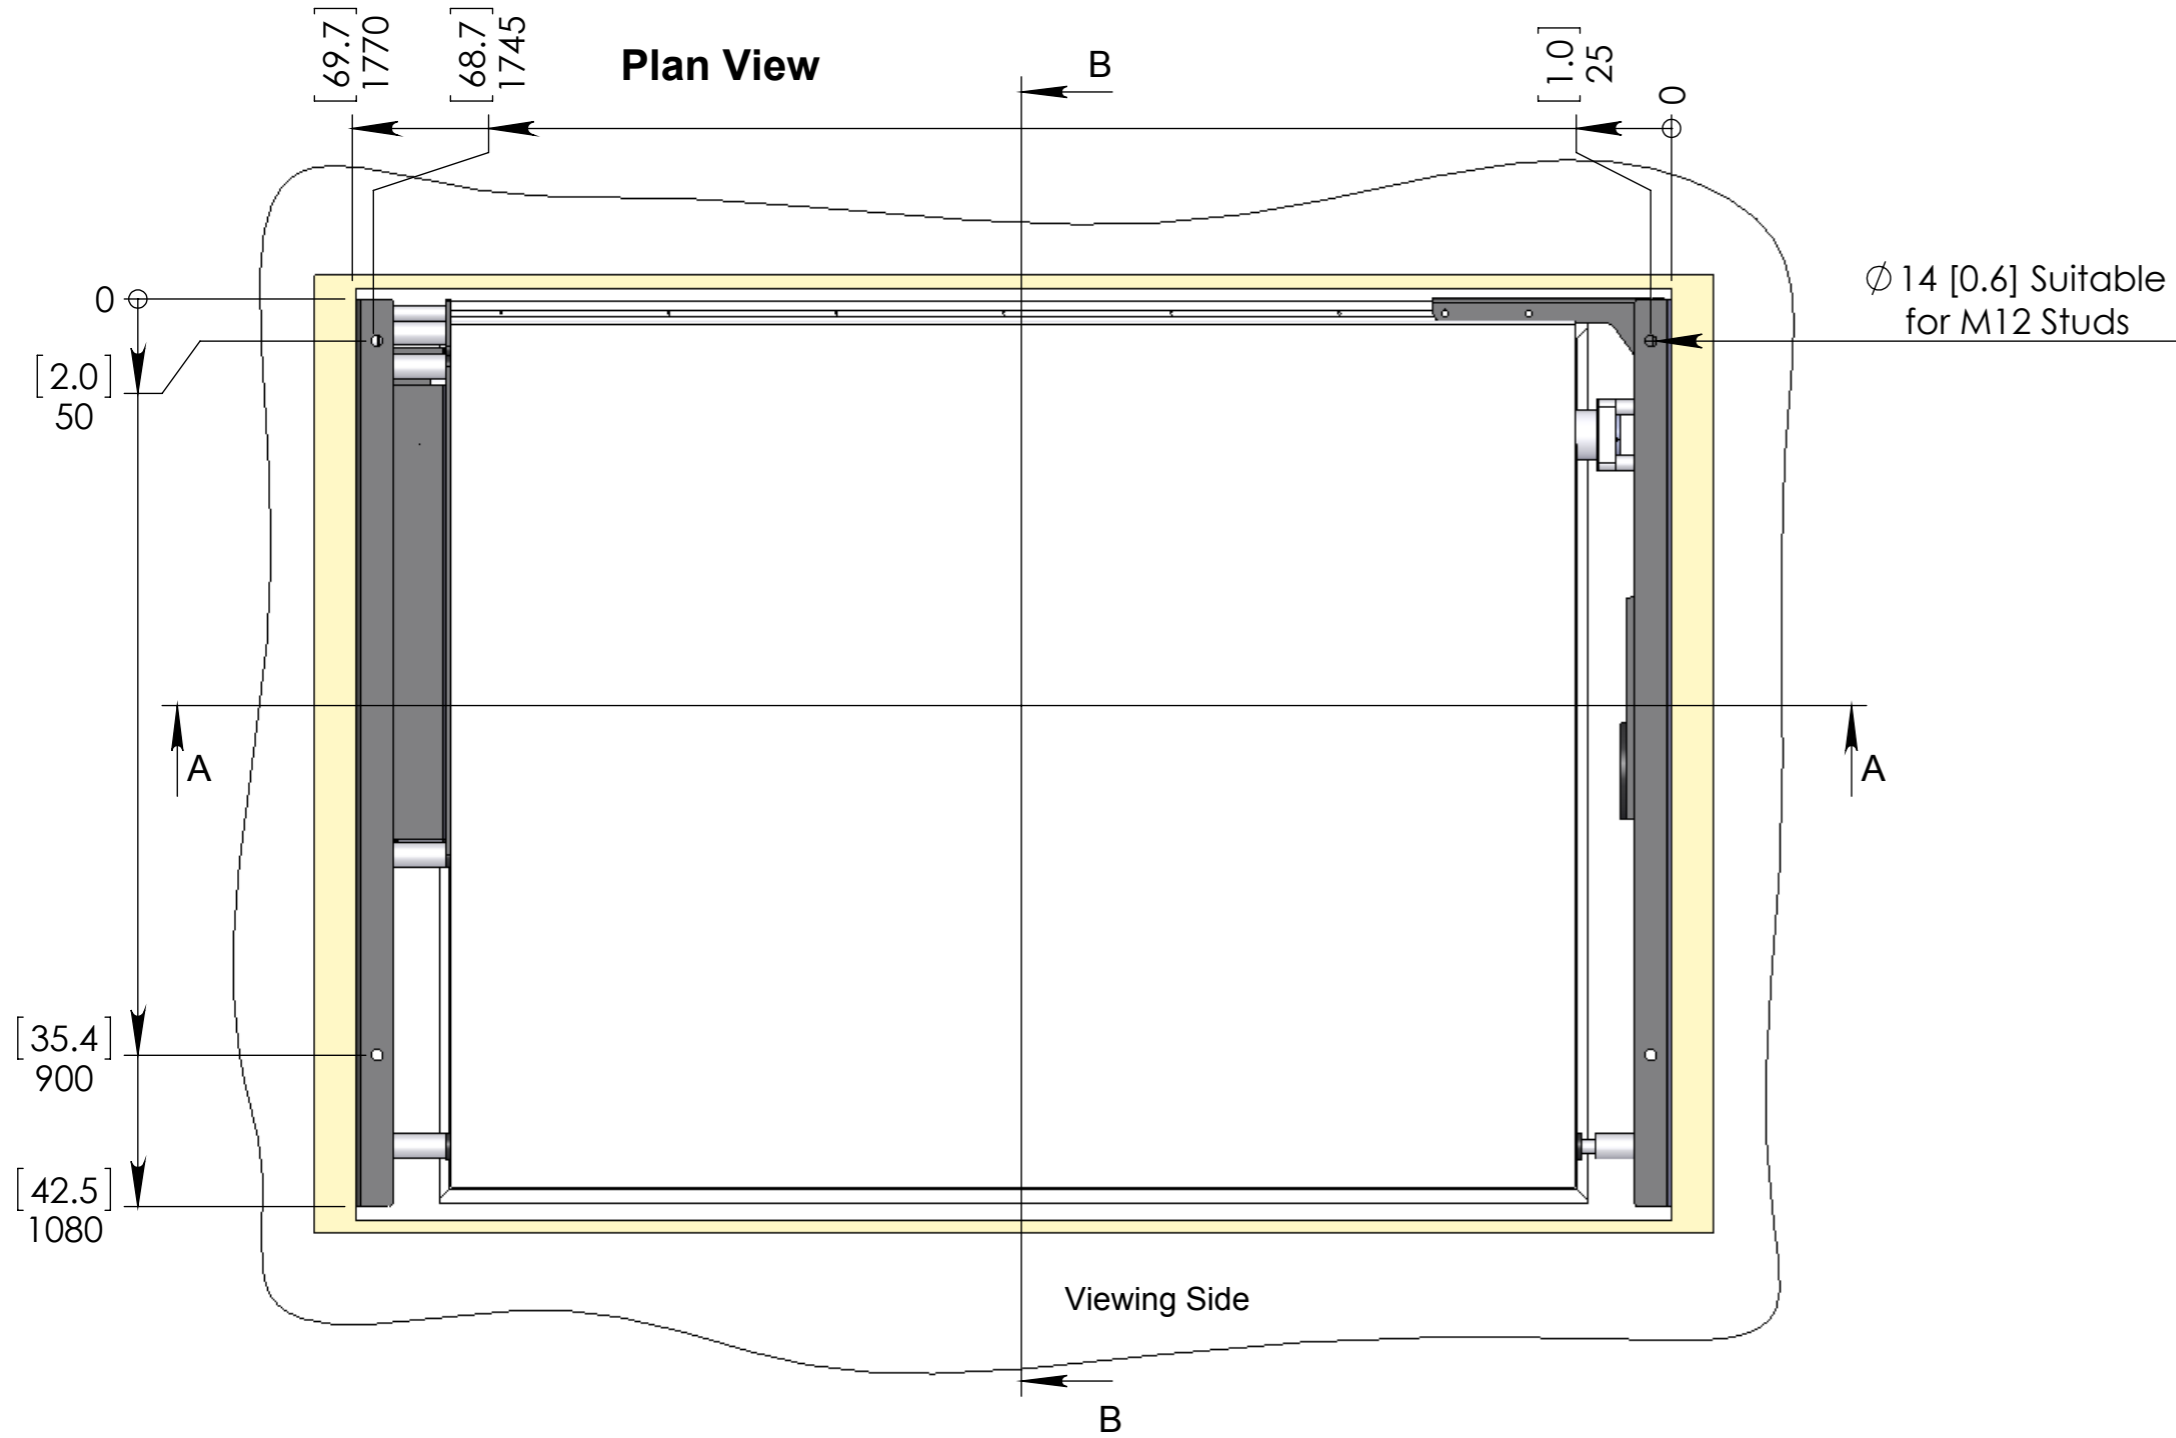 [69.7]
1770
[68.7]
1745
Plan View
B
[1.0]
25
0
0
⌀ 14 [0.6] Suitable
for M12 Studs
[2.0]
50
A
A
[35.4]
900
[42.5]
1080
Viewing Side
B